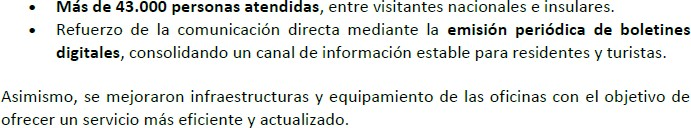 • Más de 43.000 personas atendidas, entre visitantes nacionales e insulares.
• Refuerzo de la comunicación directa mediante la emisión periódica de boletines
digitales, consolidando un canal de información estable para residentes y turistas.
Asimismo, se mejoraron infraestructuras y equipamiento de las oficinas con el objetivo de
ofrecer un servicio más eficiente y actualizado.